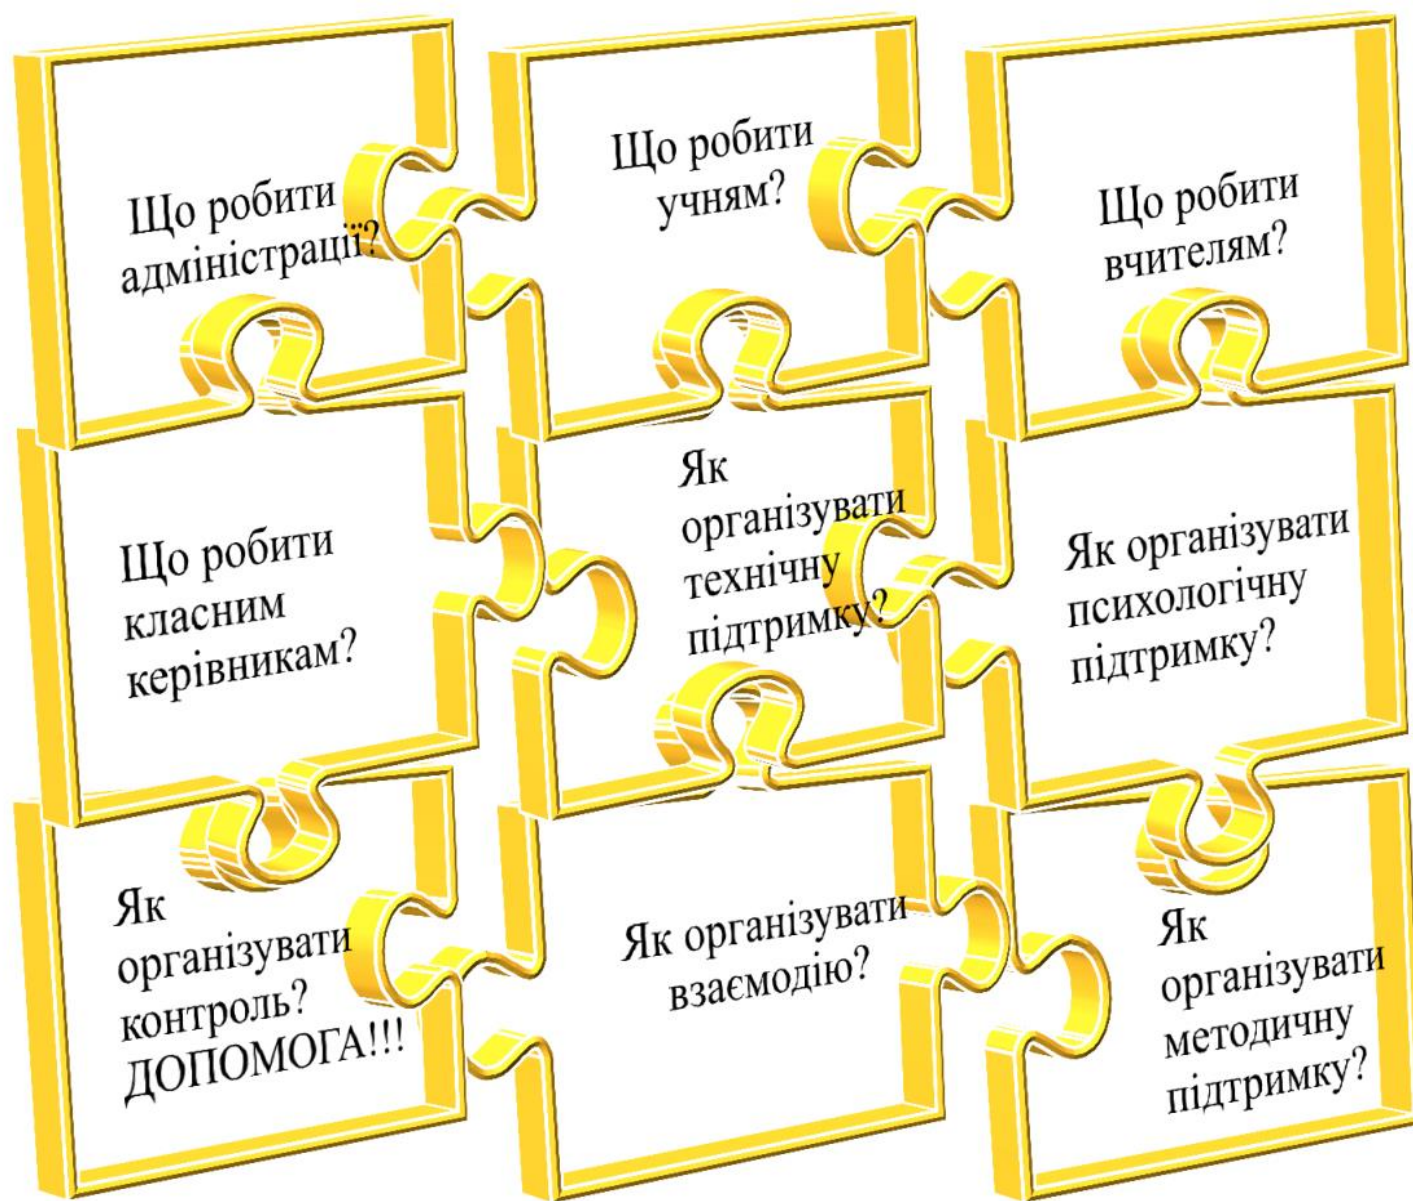 Що робити
адміністрації?
Що робити
учням?
Що робити
вчителям?
Що робити
класним
керівникам?
Як
організувати
технічну
підтримку?
Як організувати
психологічну
підтримку?
Як
організувати
контроль?
ДОПОМОГА!!!
Як організувати
взаємодію?
Як
організувати
методичну
підтримку?